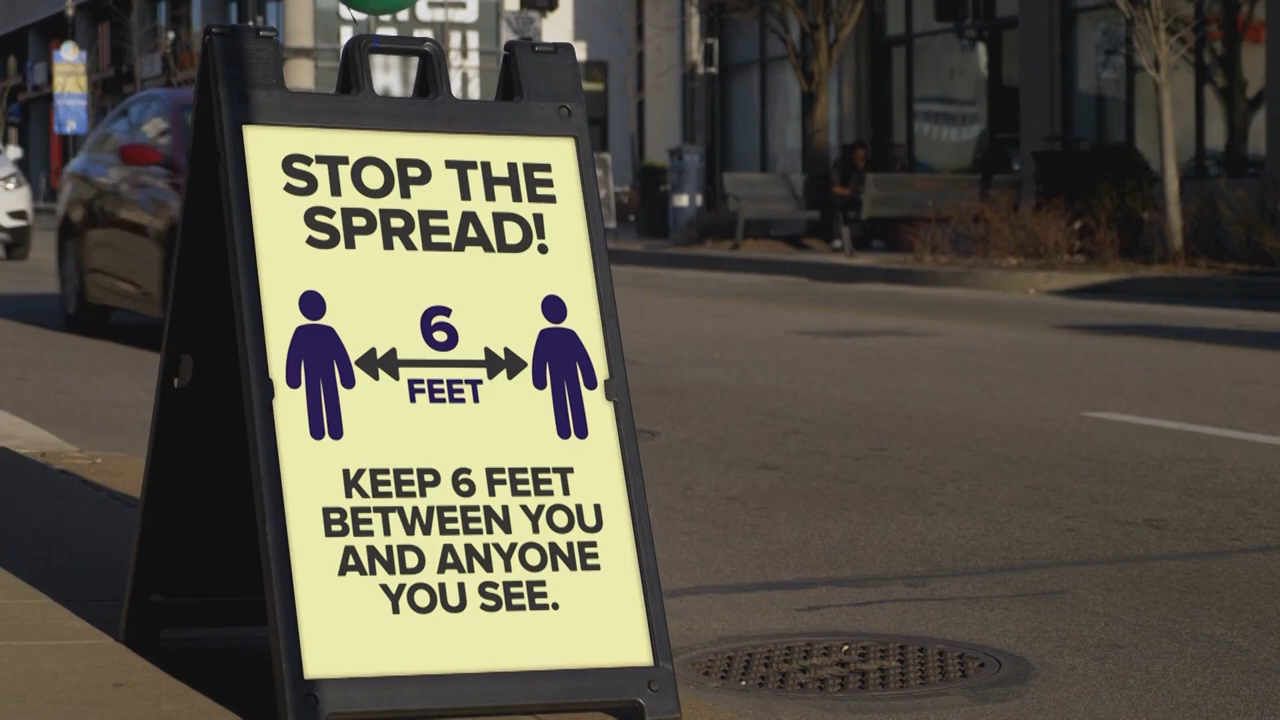 STOP THE
SPREAD!
6
FEET
KEEP 6 FEET
BETWEEN YOU
AND ANYONE
YOU SEE.